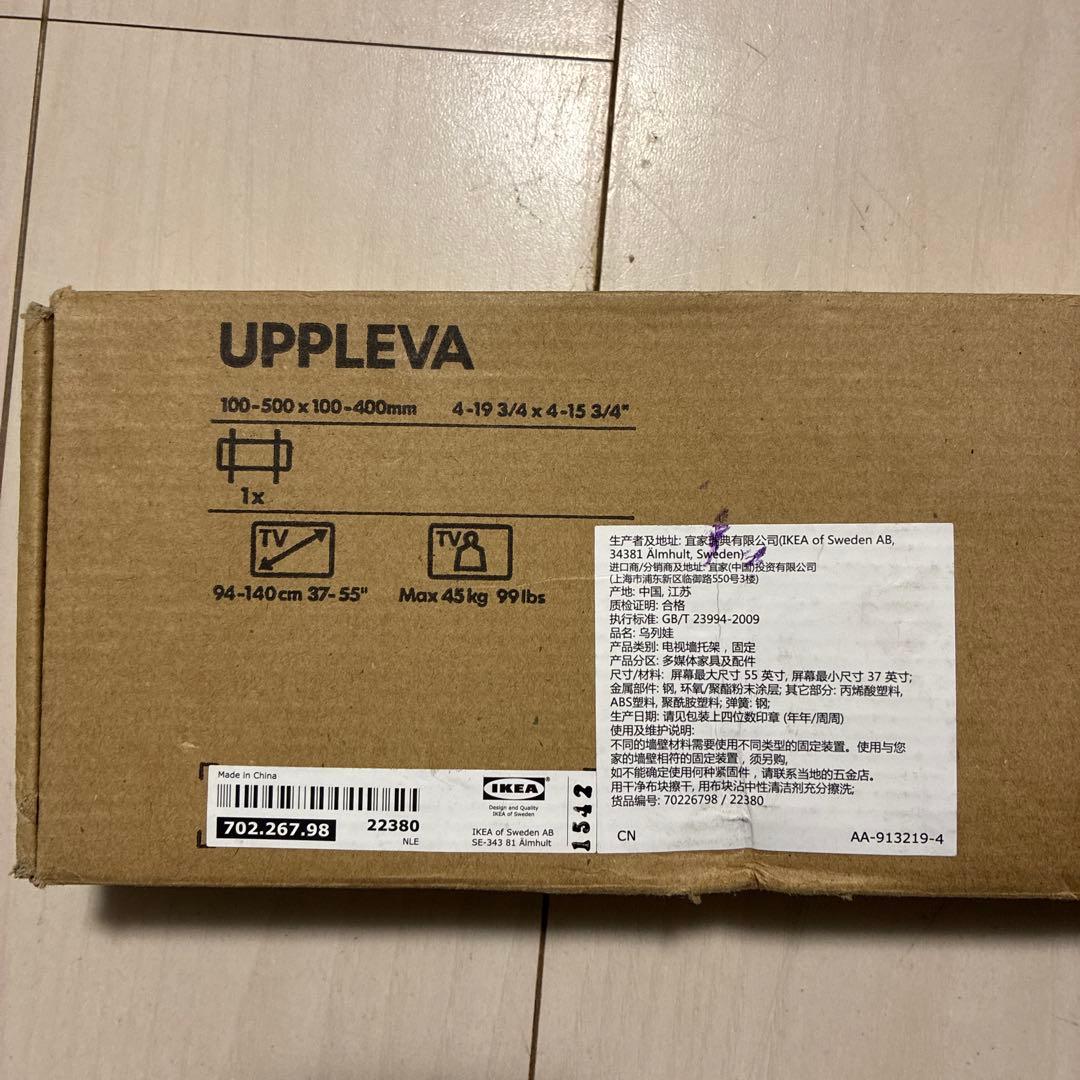 UPPLEVA
100-500 x 100-400mm 4-19 3/4 x 4-15 3/4"
1x
TV TV
94-140cm 37-55" Max 45kg 99lbs
生产者及地址: 宜家瑞典有限公司(IKEA of Sweden AB,
34381 Älmhult, Sweden)
进口商/分销商及地址: 宜家(中国)投资有限公司
(上海市浦东新区临御路550号3楼)
产地: 中国, 江苏
质检证明: 合格
执行标准: GB/T 23994-2009
品名: 乌列娃
产品类别: 电视墙托架，固定
产品分区: 多媒体家具及配件
尺寸/材料: 屏幕最大尺寸 55 英寸, 屏幕最小尺寸 37 英寸;
金属部件: 钢, 环氧/聚酯粉末涂层; 其它部分: 丙烯酸塑料,
ABS塑料, 聚酰胺塑料; 弹簧: 钢;
生产日期: 请见包装上四位数印章 (年年/周周)
使用及维护说明:
不同的墙壁材料需要使用不同类型的固定装置。使用与您
家的墙壁相符的固定装置，须另购,
如不能确定使用何种紧固件，请联系当地的五金店。
用干净布块擦干, 用布块沾中性清洁剂充分擦洗;
货品编号: 70226798 / 22380
CN AA-913219-4
Made in China
702.267.98 22380
NLE
IKEA
®
Design and Quality
IKEA of Sweden
IKEA of Sweden AB
SE-343 81 Älmhult
1542